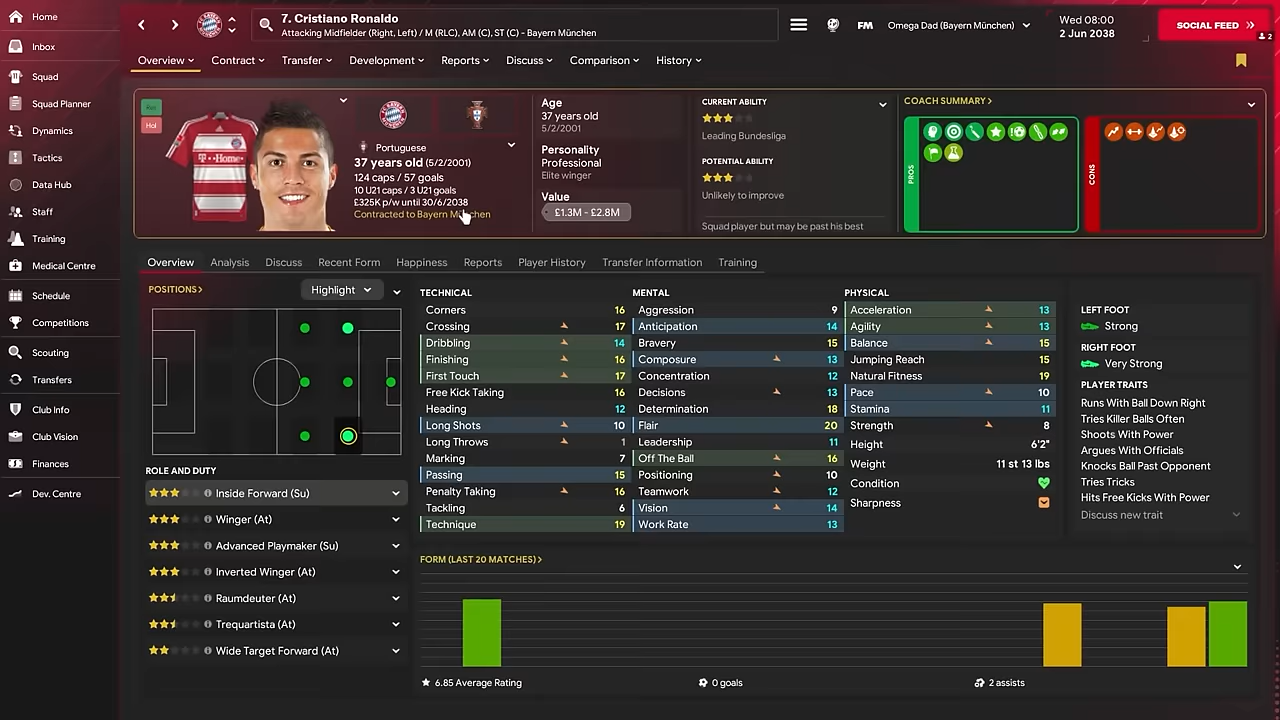 Home
Inbox
Squad
Squad Planner
Dynamics
Tactics
Data Hub
Staff
Training
Medical Centre
Schedule
Competitions
Scouting
Transfers
Club Info
Club Vision
Finances
Dev. Centre
7. Cristiano Ronaldo
Attacking Midfielder (Right, Left) / M (RLC), AM (C), ST (C) - Bayern München
FM
Omega Dad (Bayern München)
Wed 08:00
2 Jun 2038
SOCIAL FEED
2
Overview
Contract
Transfer
Development
Reports
Discuss
Comparison
History
Hol
T · · Home ·
Portuguese
37 years old (5/2/2001)
124 caps / 57 goals
10 U21 caps / 3 U21 goals
£325K p/w until 30/6/2038
Contracted to Bayern München
Age
37 years old
5/2/2001
Personality
Professional
Elite winger
Value
£1.3M - £2.8M
CURRENT ABILITY
Leading Bundesliga
POTENTIAL ABILITY
Unlikely to improve
Squad player but may be past his best
COACH SUMMARY >
PROS
CONS
Overview
Analysis
Discuss
Recent Form
Happiness
Reports
Player History
Transfer Information
Training
POSITIONS >
Highlight
ROLE AND DUTY
Inside Forward (Su)
Winger (At)
Advanced Playmaker (Su)
Inverted Winger (At)
Raumdeuter (At)
Trequartista (At)
Wide Target Forward (At)
TECHNICAL
Corners 16
Crossing 17
Dribbling 14
Finishing 16
First Touch 17
Free Kick Taking 16
Heading 12
Long Shots 10
Long Throws 1
Marking 7
Passing 15
Penalty Taking 16
Tackling 6
Technique 19
MENTAL
Aggression 9
Anticipation 14
Bravery 15
Composure 13
Concentration 12
Decisions 13
Determination 18
Flair 20
Leadership 11
Off The Ball 16
Positioning 10
Teamwork 12
Vision 14
Work Rate 13
PHYSICAL
Acceleration 13
Agility 13
Balance 15
Jumping Reach 15
Natural Fitness 19
Pace 10
Stamina 11
Strength 8
Height 6'2"
Weight 11 st 13 lbs
Condition
Sharpness
LEFT FOOT
Strong
RIGHT FOOT
Very Strong
PLAYER TRAITS
Runs With Ball Down Right
Tries Killer Balls Often
Shoots With Power
Argues With Officials
Knocks Ball Past Opponent
Tries Tricks
Hits Free Kicks With Power
Discuss new trait
FORM (LAST 20 MATCHES) >
6.85 Average Rating
0 goals
2 assists